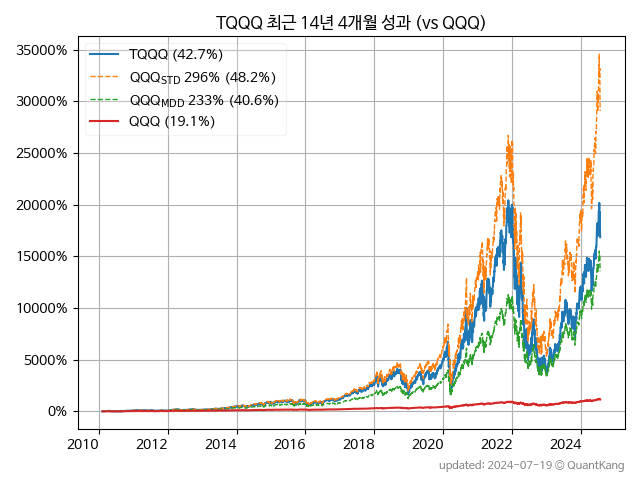 TQQQ 최근 14년 4개월 성과 (vs QQQ)
TQQQ (42.7%)
QQQSTD 296% (48.2%)
QQQMDD 233% (40.6%)
QQQ (19.1%)
35000%
30000%
25000%
20000%
15000%
10000%
5000%
0%
2010 2012 2014 2016 2018 2020 2022 2024
updated: 2024-07-19 © QuantKang